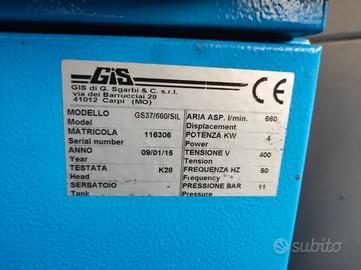 GIS
GIS di G. Sgarbi & C. s.r.l.
via dei Barrocciai 29
41012 Carpi (MO)
CE
MODELLO GS37/660/SIL ARIA ASP. l/min. 660
Model Displacement
MATRICOLA 116306 POTENZA KW 4
Serial number Power
ANNO 09/01/15 TENSIONE V 400
Year Tension
TESTATA K28 FREQUENZA HZ 50
Head Frequency
SERBATOIO - PRESSIONE BAR 11
Tank Pressure
subito